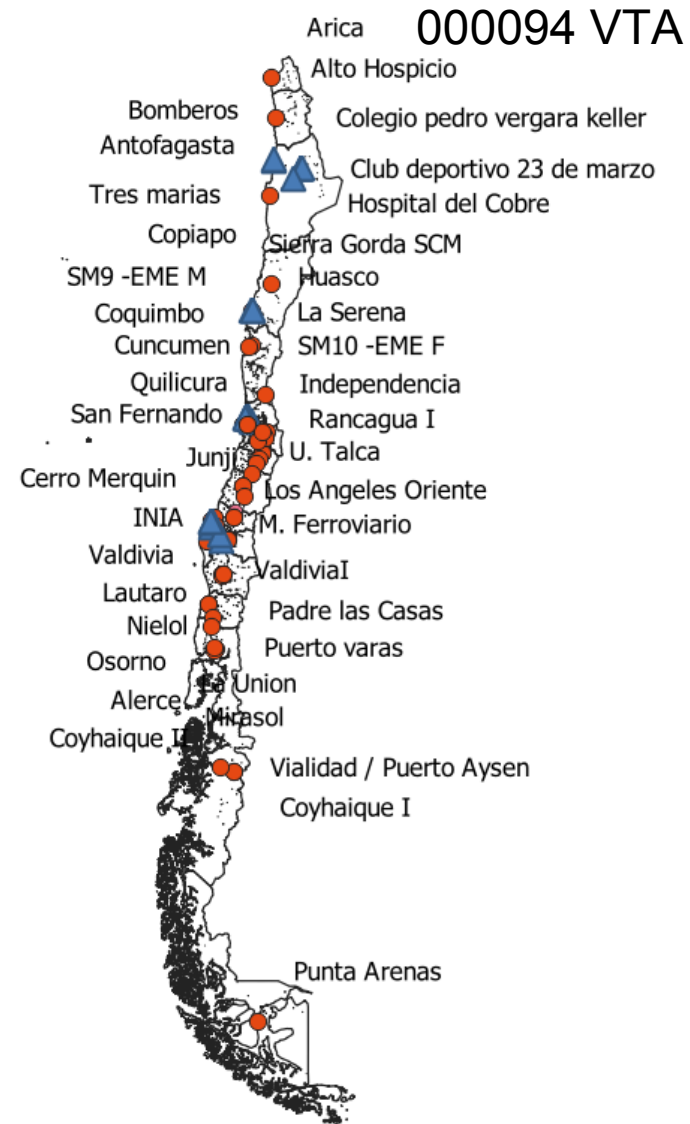 000094 VTA
Arica
Alto Hospicio
Bomberos
Colegio pedro vergara keller
Antofagasta
Club deportivo 23 de marzo
Tres marias
Hospital del Cobre
Copiapo
Sierra Gorda SCM
SM9 -EME M
Huasco
Coquimbo
La Serena
Cuncumen
SM10 -EME F
Quilicura
Independencia
San Fernando
Rancagua I
Junji
U. Talca
Cerro Merquin
Los Angeles Oriente
INIA
M. Ferroviario
Valdivia
ValdiviaI
Lautaro
Padre las Casas
Nielol
Puerto varas
Osorno
La Union
Alerce
Mirasol
Coyhaique II
Vialidad / Puerto Aysen
Coyhaique I
Punta Arenas